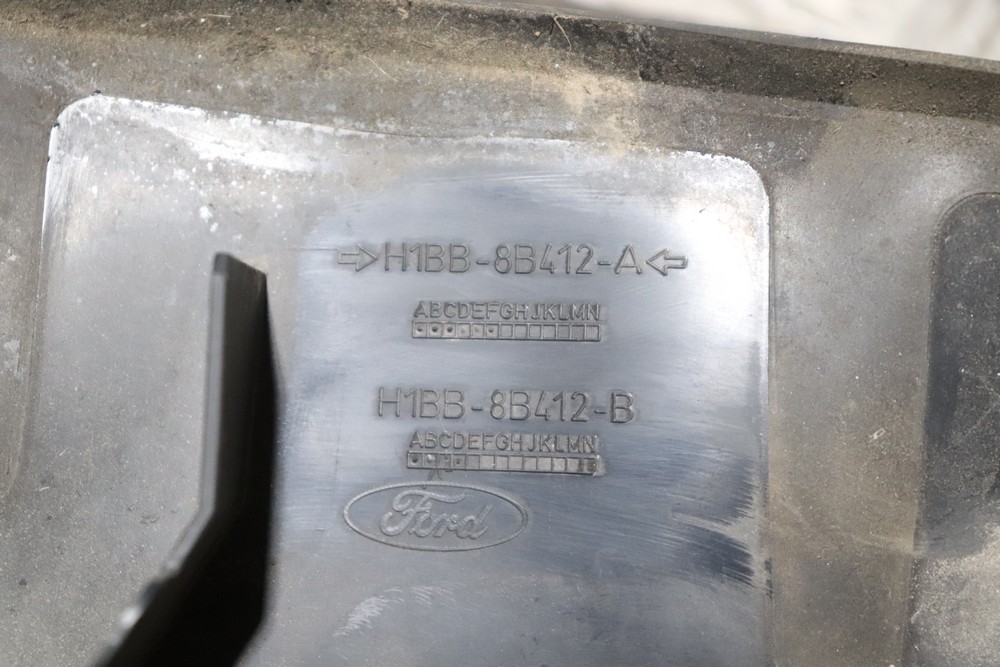 ⇨H1BB-8B412-A⇦
ABCDEFGHJKLMN
H1BB-8B412-B
ABCDEFGHJKLMN
Ford